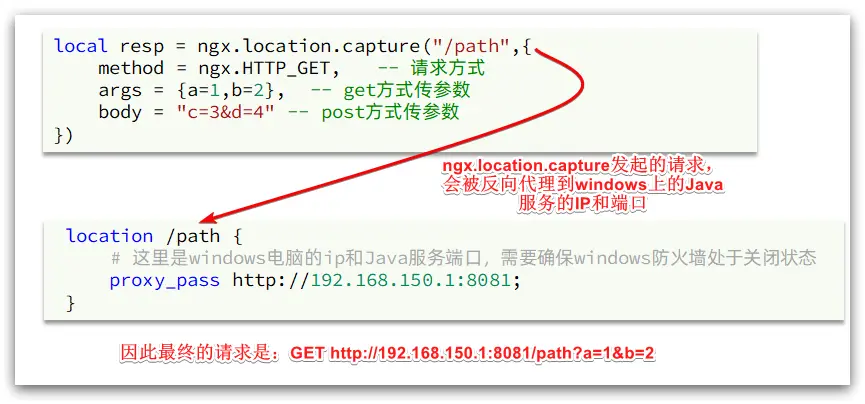 local resp = ngx.location.capture("/path",{
    method = ngx.HTTP_GET,   -- 请求方式
    args = {a=1,b=2},  -- get方式传参数
    body = "c=3&d=4" -- post方式传参数
})
ngx.location.capture发起的请求，
会被反向代理到windows上的Java
服务的IP和端口
location /path {
    # 这里是windows电脑的ip和Java服务端口，需要确保windows防火墙处于关闭状态
    proxy_pass http://192.168.150.1:8081;
}
因此最终的请求是：GET http://192.168.150.1:8081/path?a=1&b=2